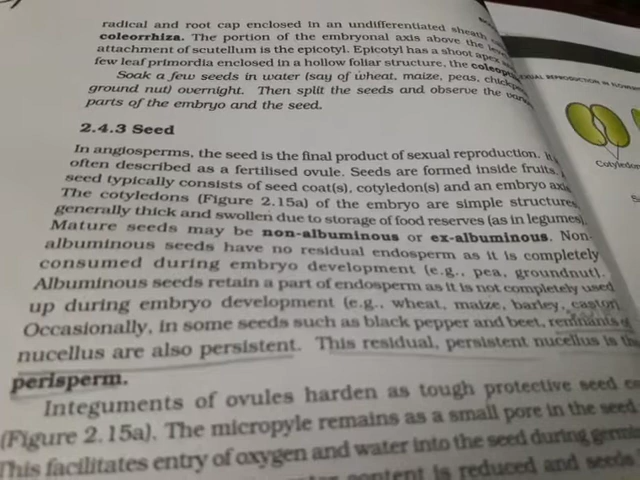 radical and root cap enclosed in an undifferentiated sheath
coleorrhiza. The portion of the embryonal axis above the
attachment of scutellum is the epicotyl. Epicotyl has a shoot apex
few leaf primordia enclosed in a hollow foliar structure, the coleopt
Soak a few seeds in water (say of wheat, maize, peas, chickp
ground nut) overnight. Then split the seeds and observe the
parts of the embryo and the seed.
2.4.3 Seed
In angiosperms, the seed is the final product of sexual reproduction. It
often described as a fertilised ovule. Seeds are formed inside fruits.
seed typically consists of seed coat(s), cotyledon(s) and an embryo axis
The cotyledons (Figure 2.15a) of the embryo are simple structures,
generally thick and swollen due to storage of food reserves (as in legumes).
Mature seeds may be non-albuminous or ex-albuminous. Non-
albuminous seeds have no residual endosperm as it is completely
consumed during embryo development (e.g., pea, groundnut).
Albuminous seeds retain a part of endosperm as it is not completely used
up during embryo development (e.g., wheat, maize, barley, castor).
Occasionally, in some seeds such as black pepper and beet, remnants of
nucellus are also persistent. This residual, persistent nucellus is the
perisperm.
Integuments of ovules harden as tough protective seed
(Figure 2.15a). The micropyle remains as a small pore in the seed
This facilitates entry of oxygen and water into the seed during germi
content is reduced and seeds
REPRODUCTION IN
Cotyledon